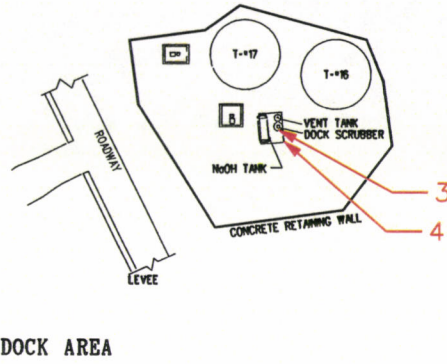 T-#17
T-#16
VENT TANK
DOCK SCRUBBER
ROADWAY
NaOH TANK
3
4
CONCRETE RETAINING WALL
LEVEE
DOCK AREA